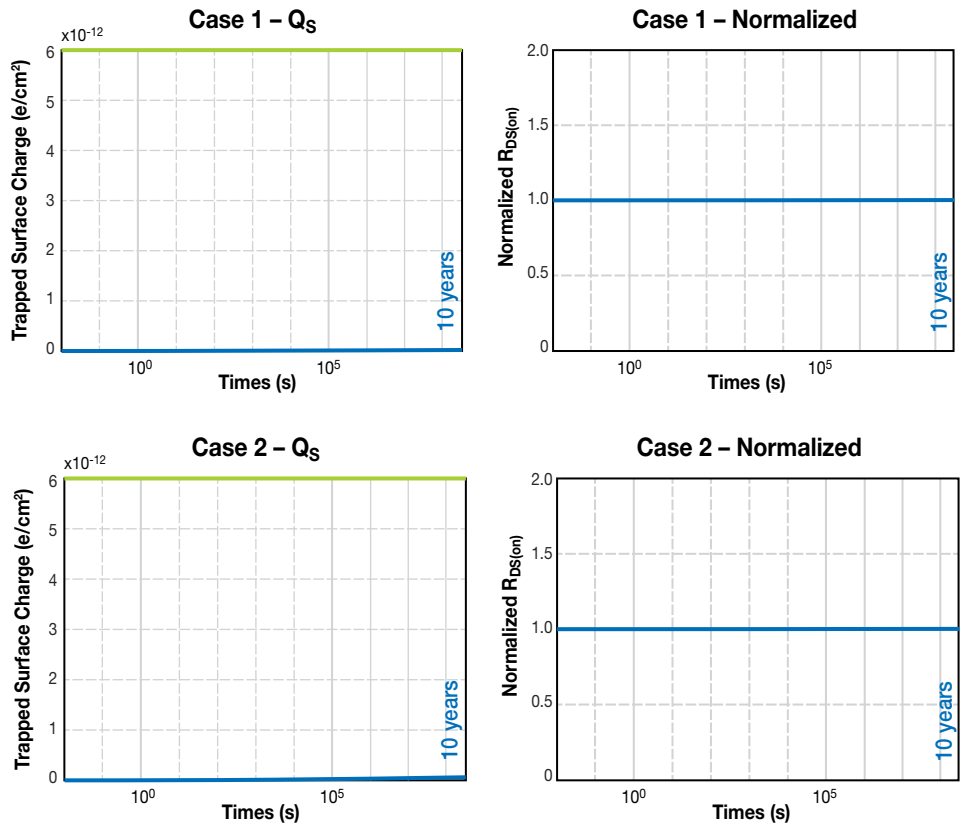 Case 1 – QS
x10-12
Trapped Surface Charge (e/cm²)
6
5
4
3
2
1
0
10 years
10⁰
10⁵
Times (s)
Case 1 – Normalized
Normalized RDS(on)
2.0
1.5
1.0
0.5
0
10 years
10⁰
10⁵
Times (s)
Case 2 – QS
x10-12
Trapped Surface Charge (e/cm²)
6
5
4
3
2
1
0
10 years
10⁰
10⁵
Times (s)
Case 2 – Normalized
Normalized RDS(on)
2.0
1.5
1.0
0.5
0
10 years
10⁰
10⁵
Times (s)